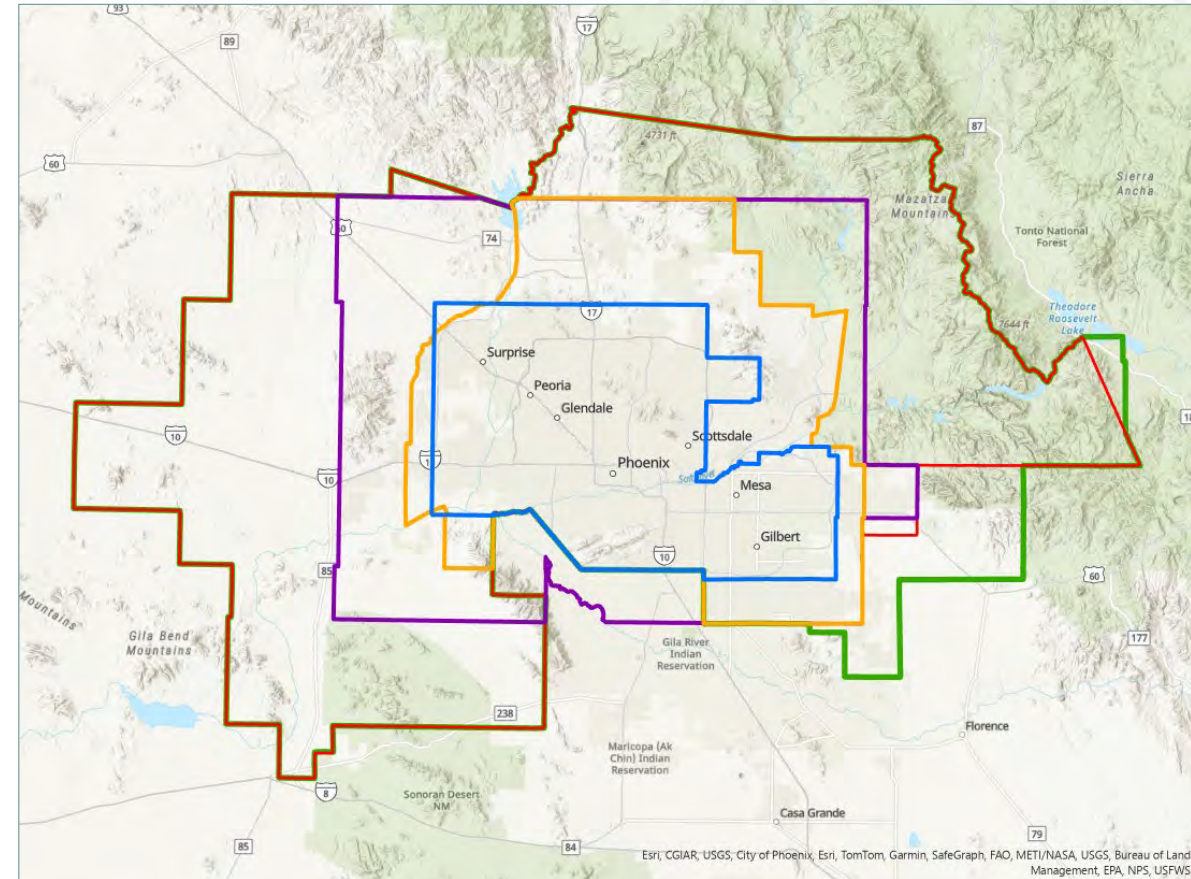 93
17
89
4731 ft
87
60
Sierra
Ancha
Mazatza
Mountain
Tonto National
Forest
60
74
Theodore
Roosevelt
Lake
17
7644 ft
Surprise
Peoria
Glendale
18
10
Scottsdale
1
Phoenix
10
Mesa
Gilbert
10
85
60
Mountains
Gila Bend
Mountains
Gila River
Indian
Reservation
177
238
Florence
Maricopa (Ak
Chin) Indian
Reservation
8
Sonoran Desert
NM
Casa Grande
79
85
84
Esri, CGIAR, USGS, City of Phoenix, Esri, TomTom, Garmin, SafeGraph, FAO, METI/NASA, USGS, Bureau of Land
Management, EPA, NPS, USFWS